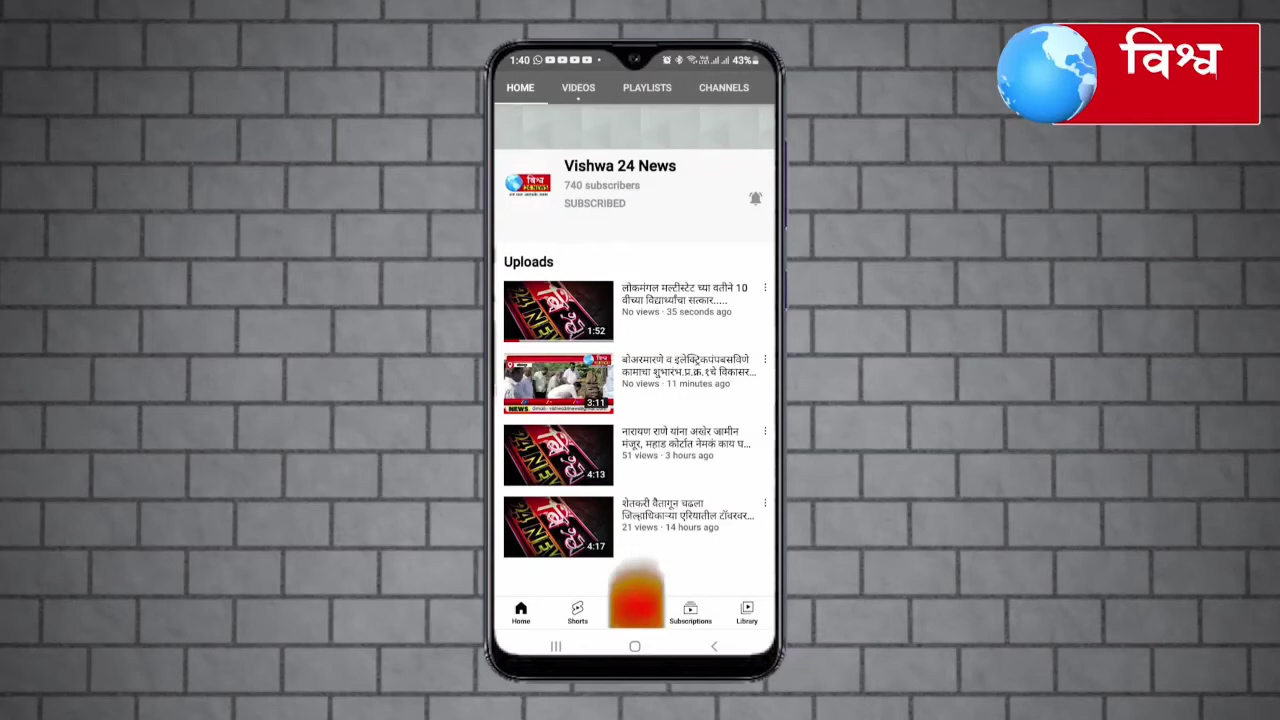 विश्व
1:40
43%
HOME VIDEOS PLAYLISTS CHANNELS
Vishwa 24 News
740 subscribers
SUBSCRIBED
विश्व
24 NEWS
Uploads
लोकमंगल मल्टीस्टेट च्या वतीने 10
वीच्या विद्यार्थ्यांचा सत्कार.....
No views · 35 seconds ago
1:52
बोअरमारणे व इलेक्ट्रिकपंपबसविणे
कामाचा शुभारंभ.प्र.क्र.१चे विकासर...
No views · 11 minutes ago
3:11
NEWS
नारायण राणे यांना अखेर जामीन
मंजूर, महाड कोर्टात नेमकं काय घ...
51 views · 3 hours ago
4:13
शेतकरी वैतागून चढला
जिल्हाधिकाऱ्या एरियातील टॉवरवर...
21 views · 14 hours ago
4:17
Home Shorts Subscriptions Library